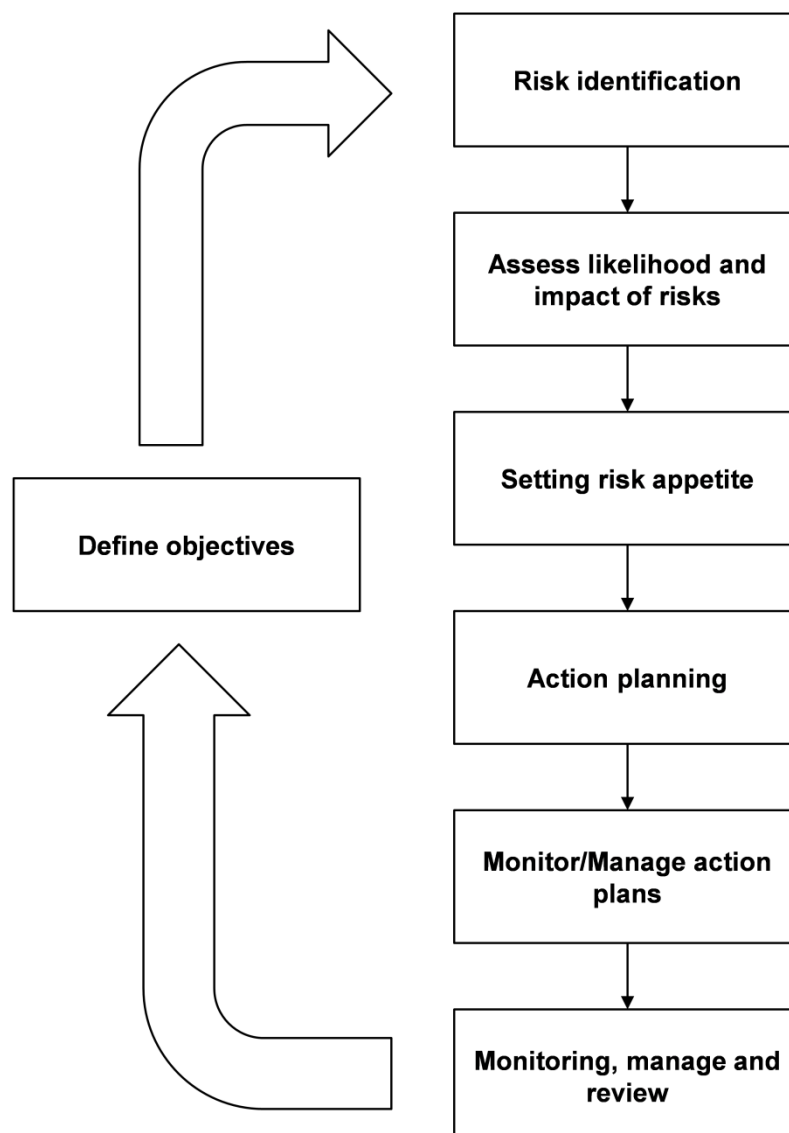 Risk identification
Assess likelihood and
impact of risks
Setting risk appetite
Define objectives
Action planning
Monitor/Manage action
plans
Monitoring, manage and
review